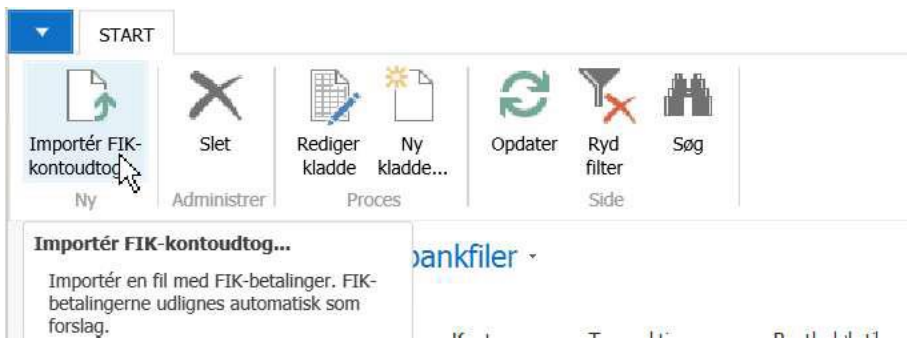 START
Importér FIK-
kontoudtog
Slet
Rediger
kladde
Ny
kladde...
Opdater
Ryd
filter
Søg
Ny
Administrer
Proces
Side
Importér FIK-kontoudtog...
Importér en fil med FIK-betalinger. FIK-
betalingerne udlignes automatisk som
forslag.
bankfiler